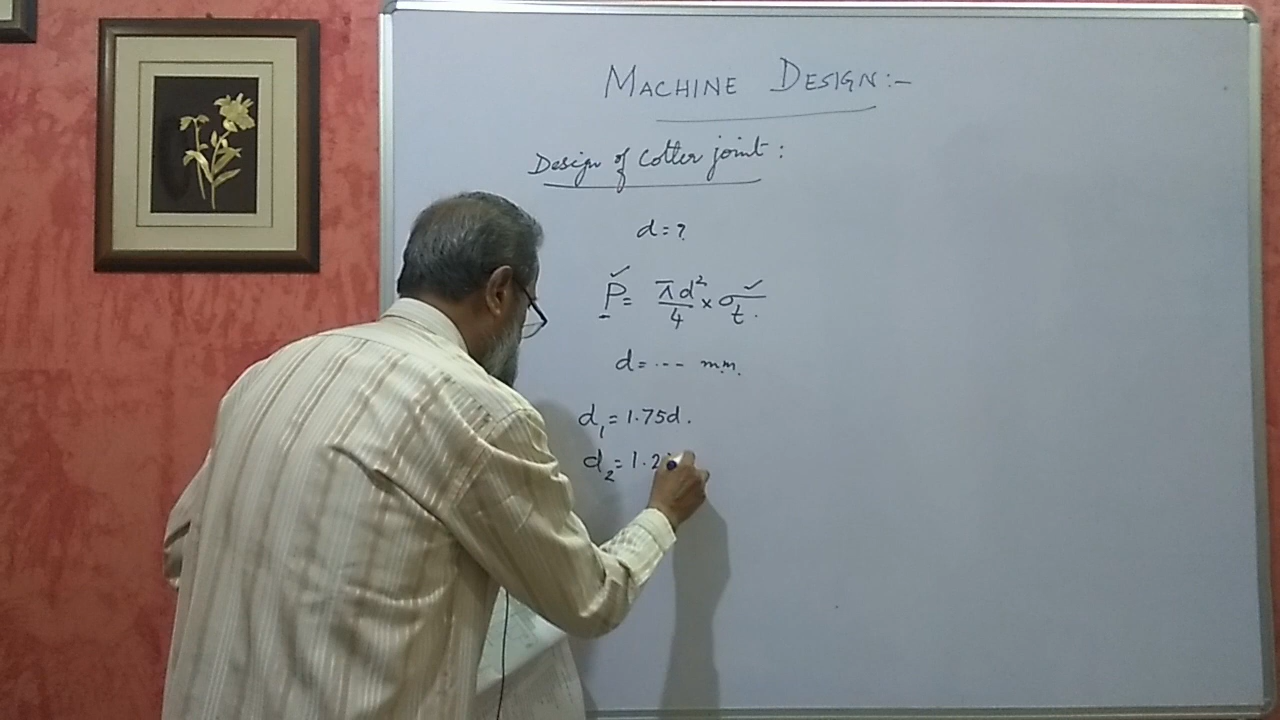 MACHINE DESIGN:-
Design of Cotter joint :
d = ?
P = πd²/4 × σt.
d = --- mm.
d₁ = 1.75d.
d₂ = 1.2